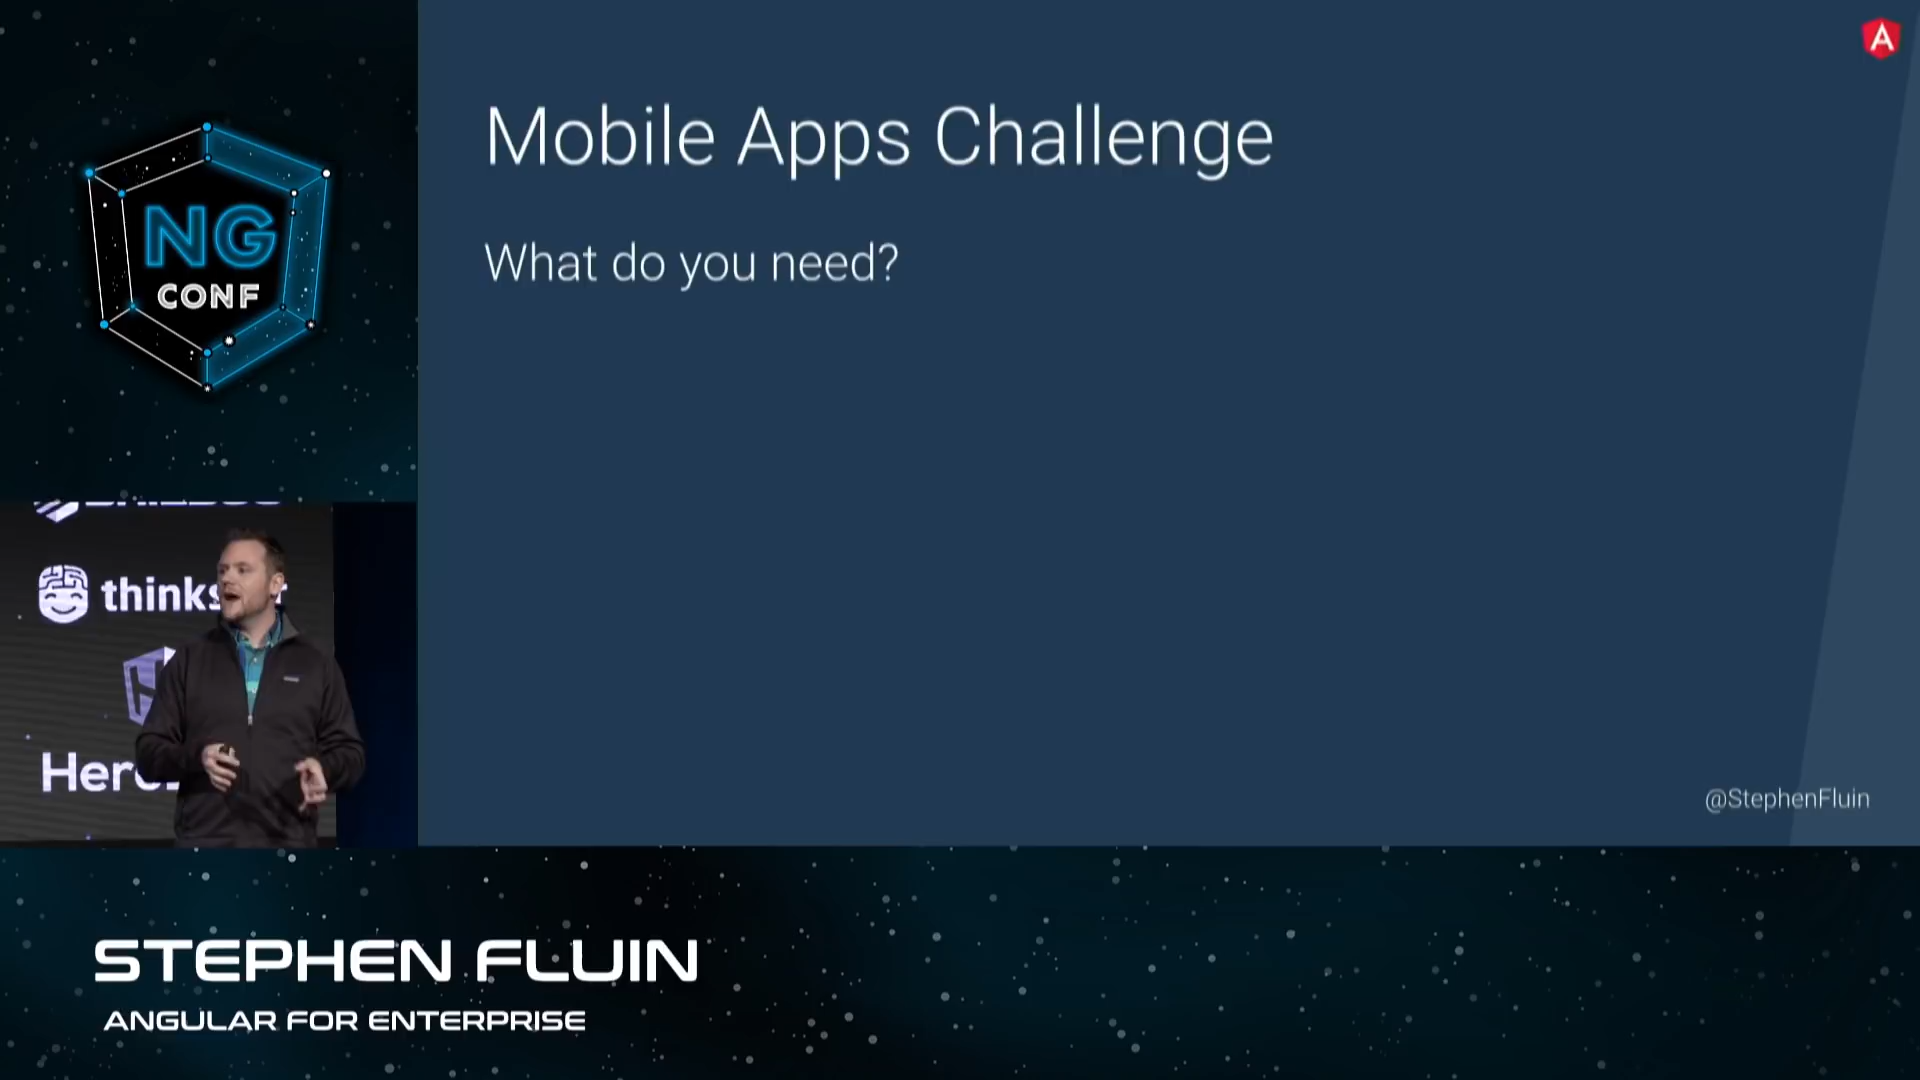 NG
CONF
Mobile Apps Challenge
What do you need?
@StephenFluin
STEPHEN FLUIN
ANGULAR FOR ENTERPRISE